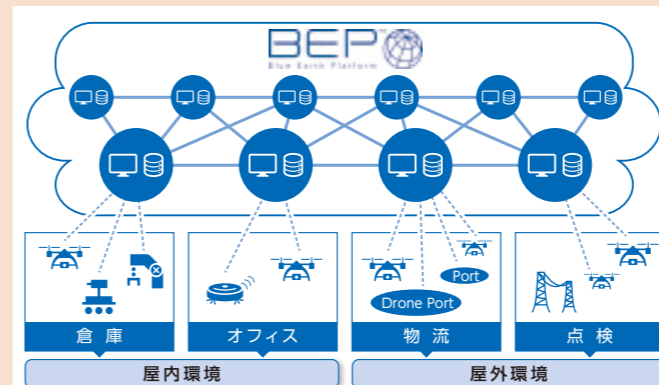 BEP
Blue Earth Platform
Port
Drone Port
倉庫
オフィス
物流
点検
屋内環境
屋外環境